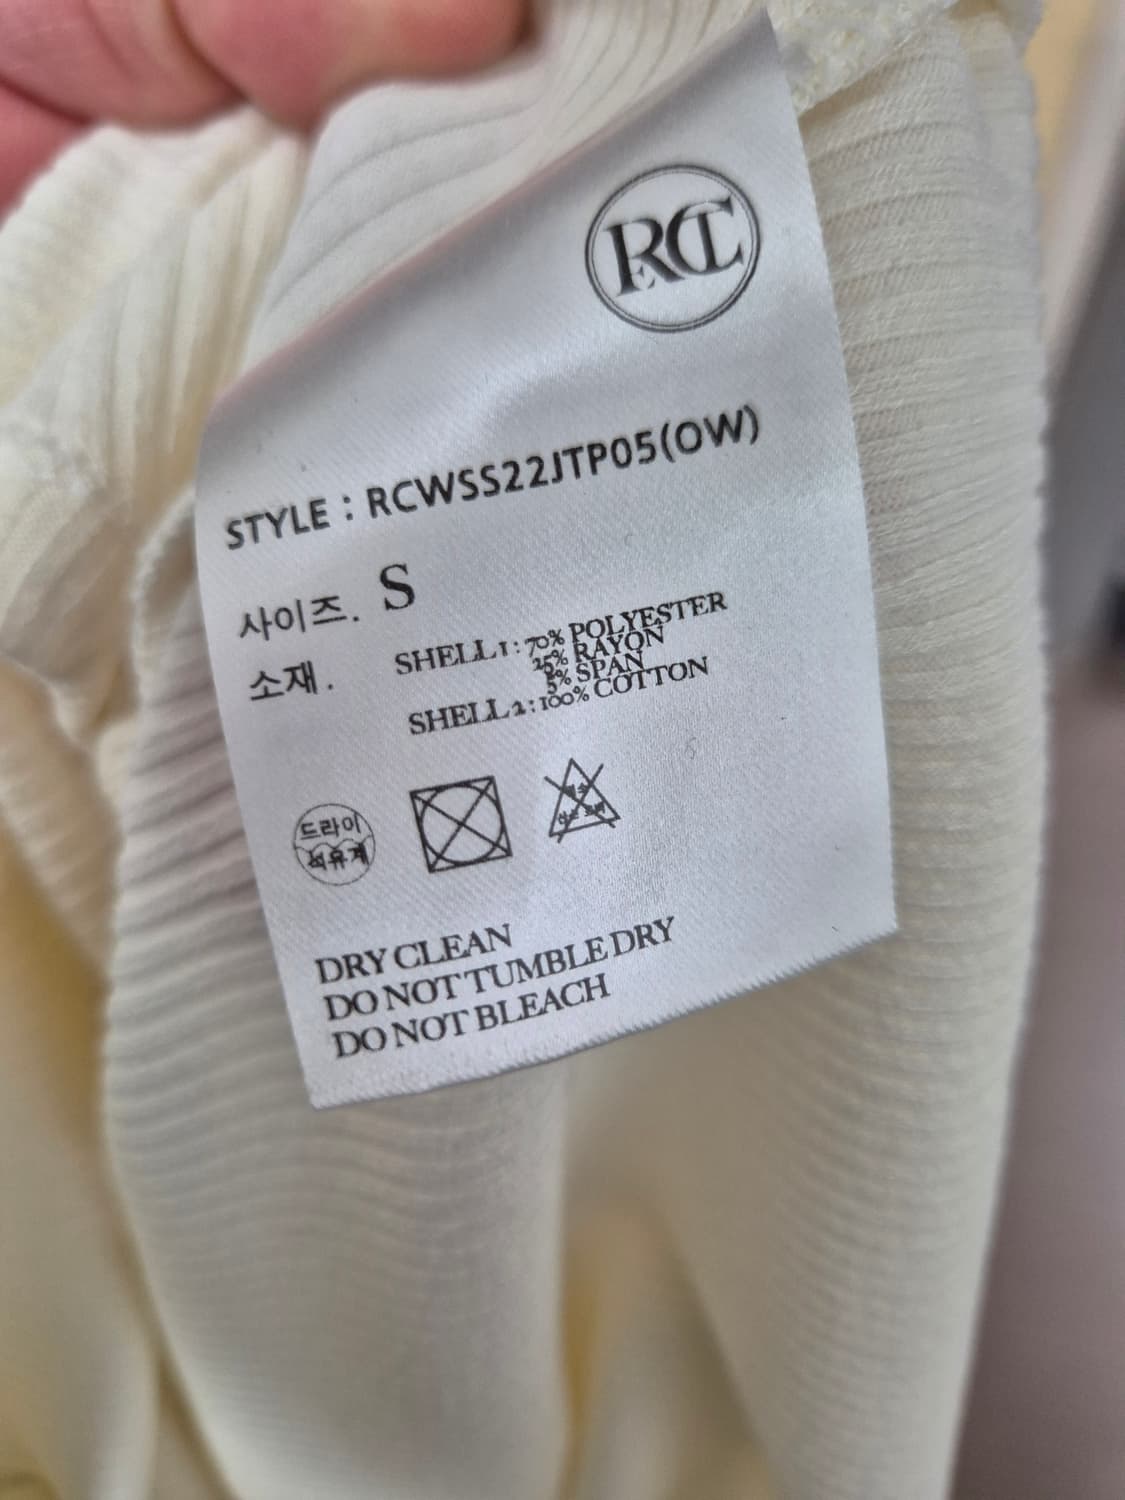 RCT
STYLE : RCWSS22JTP05(OW)
사이즈. S
소재. SHELL1 : 70% POLYESTER
25% RAYON
5% SPAN
SHELL2 : 100% COTTON
드라이
석유계
DRY CLEAN
DO NOT TUMBLE DRY
DO NOT BLEACH